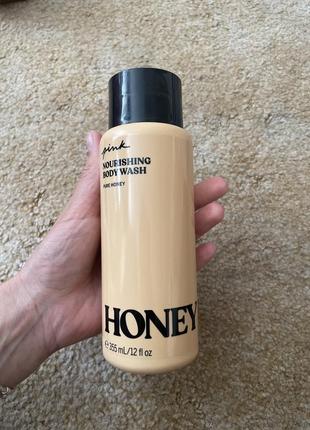 pink
NOURISHING
BODY WASH
PURE HONEY
HONEY
℮ 355 mL/12 fl oz